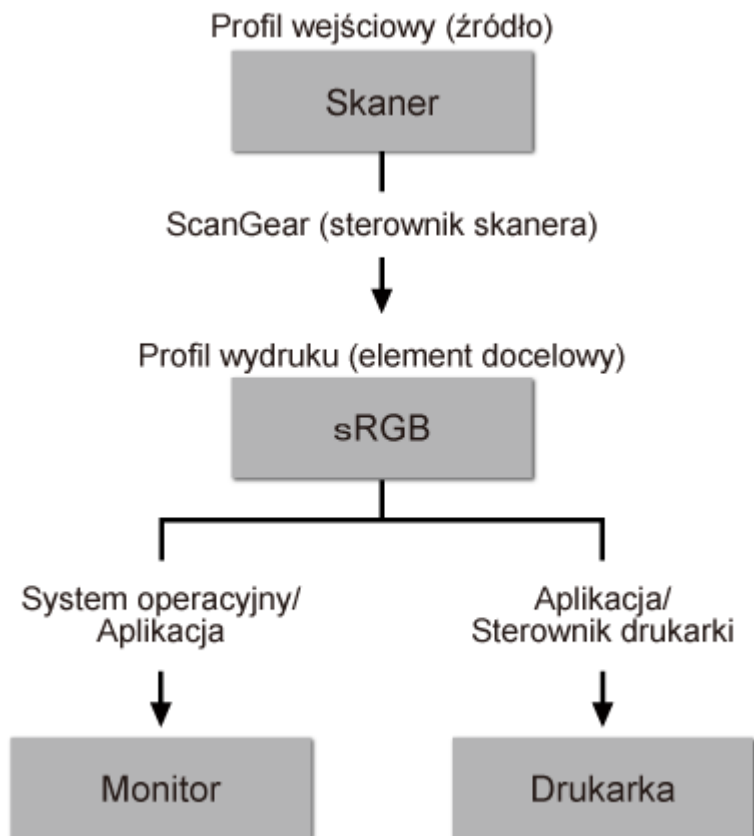 Profil wejściowy (źródło)
Skaner
ScanGear (sterownik skanera)
Profil wydruku (element docelowy)
sRGB
System operacyjny/
Aplikacja
Aplikacja/
Sterownik drukarki
Monitor
Drukarka